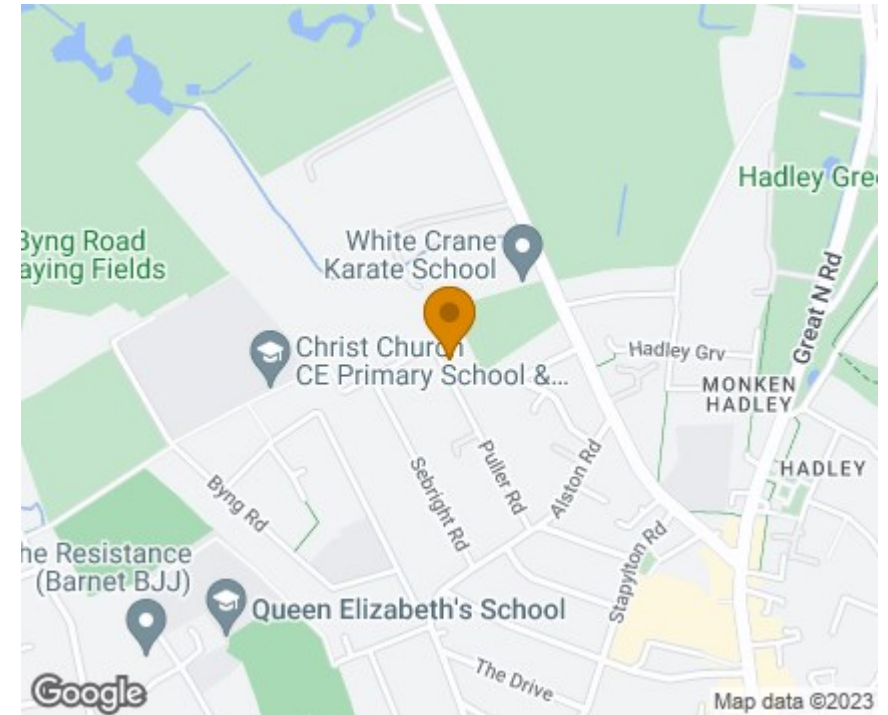 Hadley Gre
Byng Road
aying Fields
White Crane
Karate School
Great N Rd
Christ Church
CE Primary School &...
Hadley Grv
MONKEN
HADLEY
HADLEY
Puller Rd
Alston Rd
Sebright Rd
Byng Rd
Stapylton Rd
he Resistance
(Barnet BJJ)
Queen Elizabeth's School
The Drive
Google
Map data ©2023